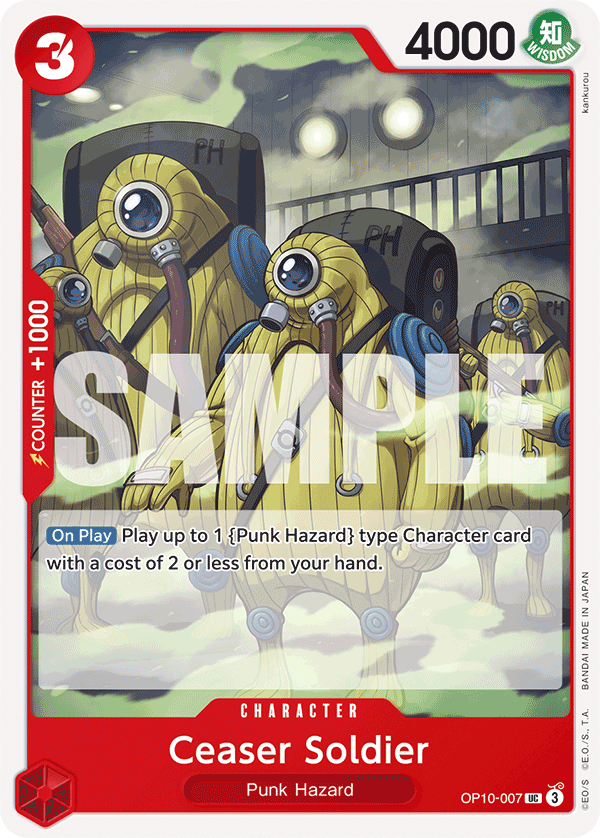 3
4000
知
WISDOM
kankurou
PH
PH
PH
COUNTER +1000
SAMPLE
On Play Play up to 1 {Punk Hazard} type Character card
with a cost of 2 or less from your hand.
©EO/S ©E.O./S., T.A. BANDAI MADE IN JAPAN
CHARACTER
Ceaser Soldier
Punk Hazard
OP10-007 UC 3